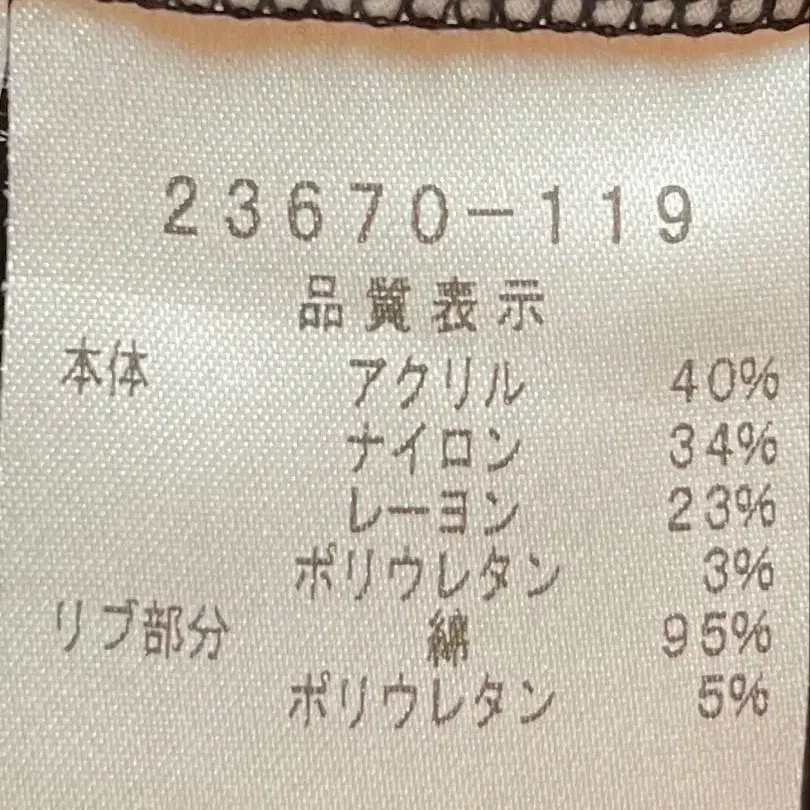 23670-119
品質表示
本体 アクリル 40%
ナイロン 34%
レーヨン 23%
ポリウレタン 3%
リブ部分 綿 95%
ポリウレタン 5%